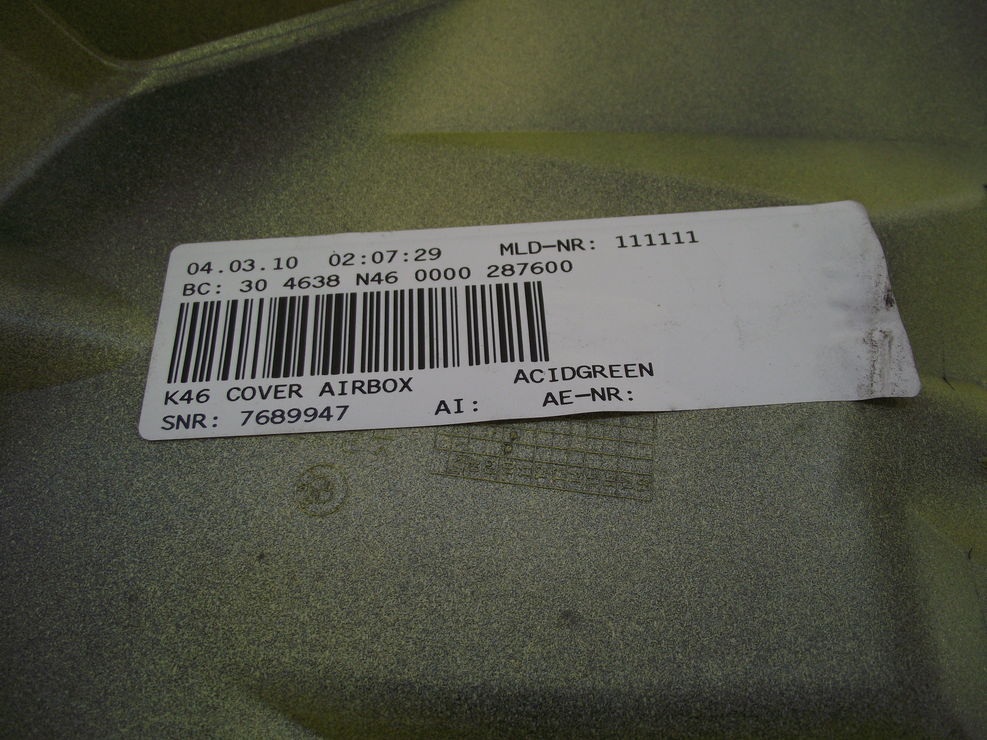 04.03.10 02:07:29 MLD-NR: 111111
BC: 30 4638 N46 0000 287600
K46 COVER AIRBOX ACIDGREEN
SNR: 7689947 AI: AE-NR: